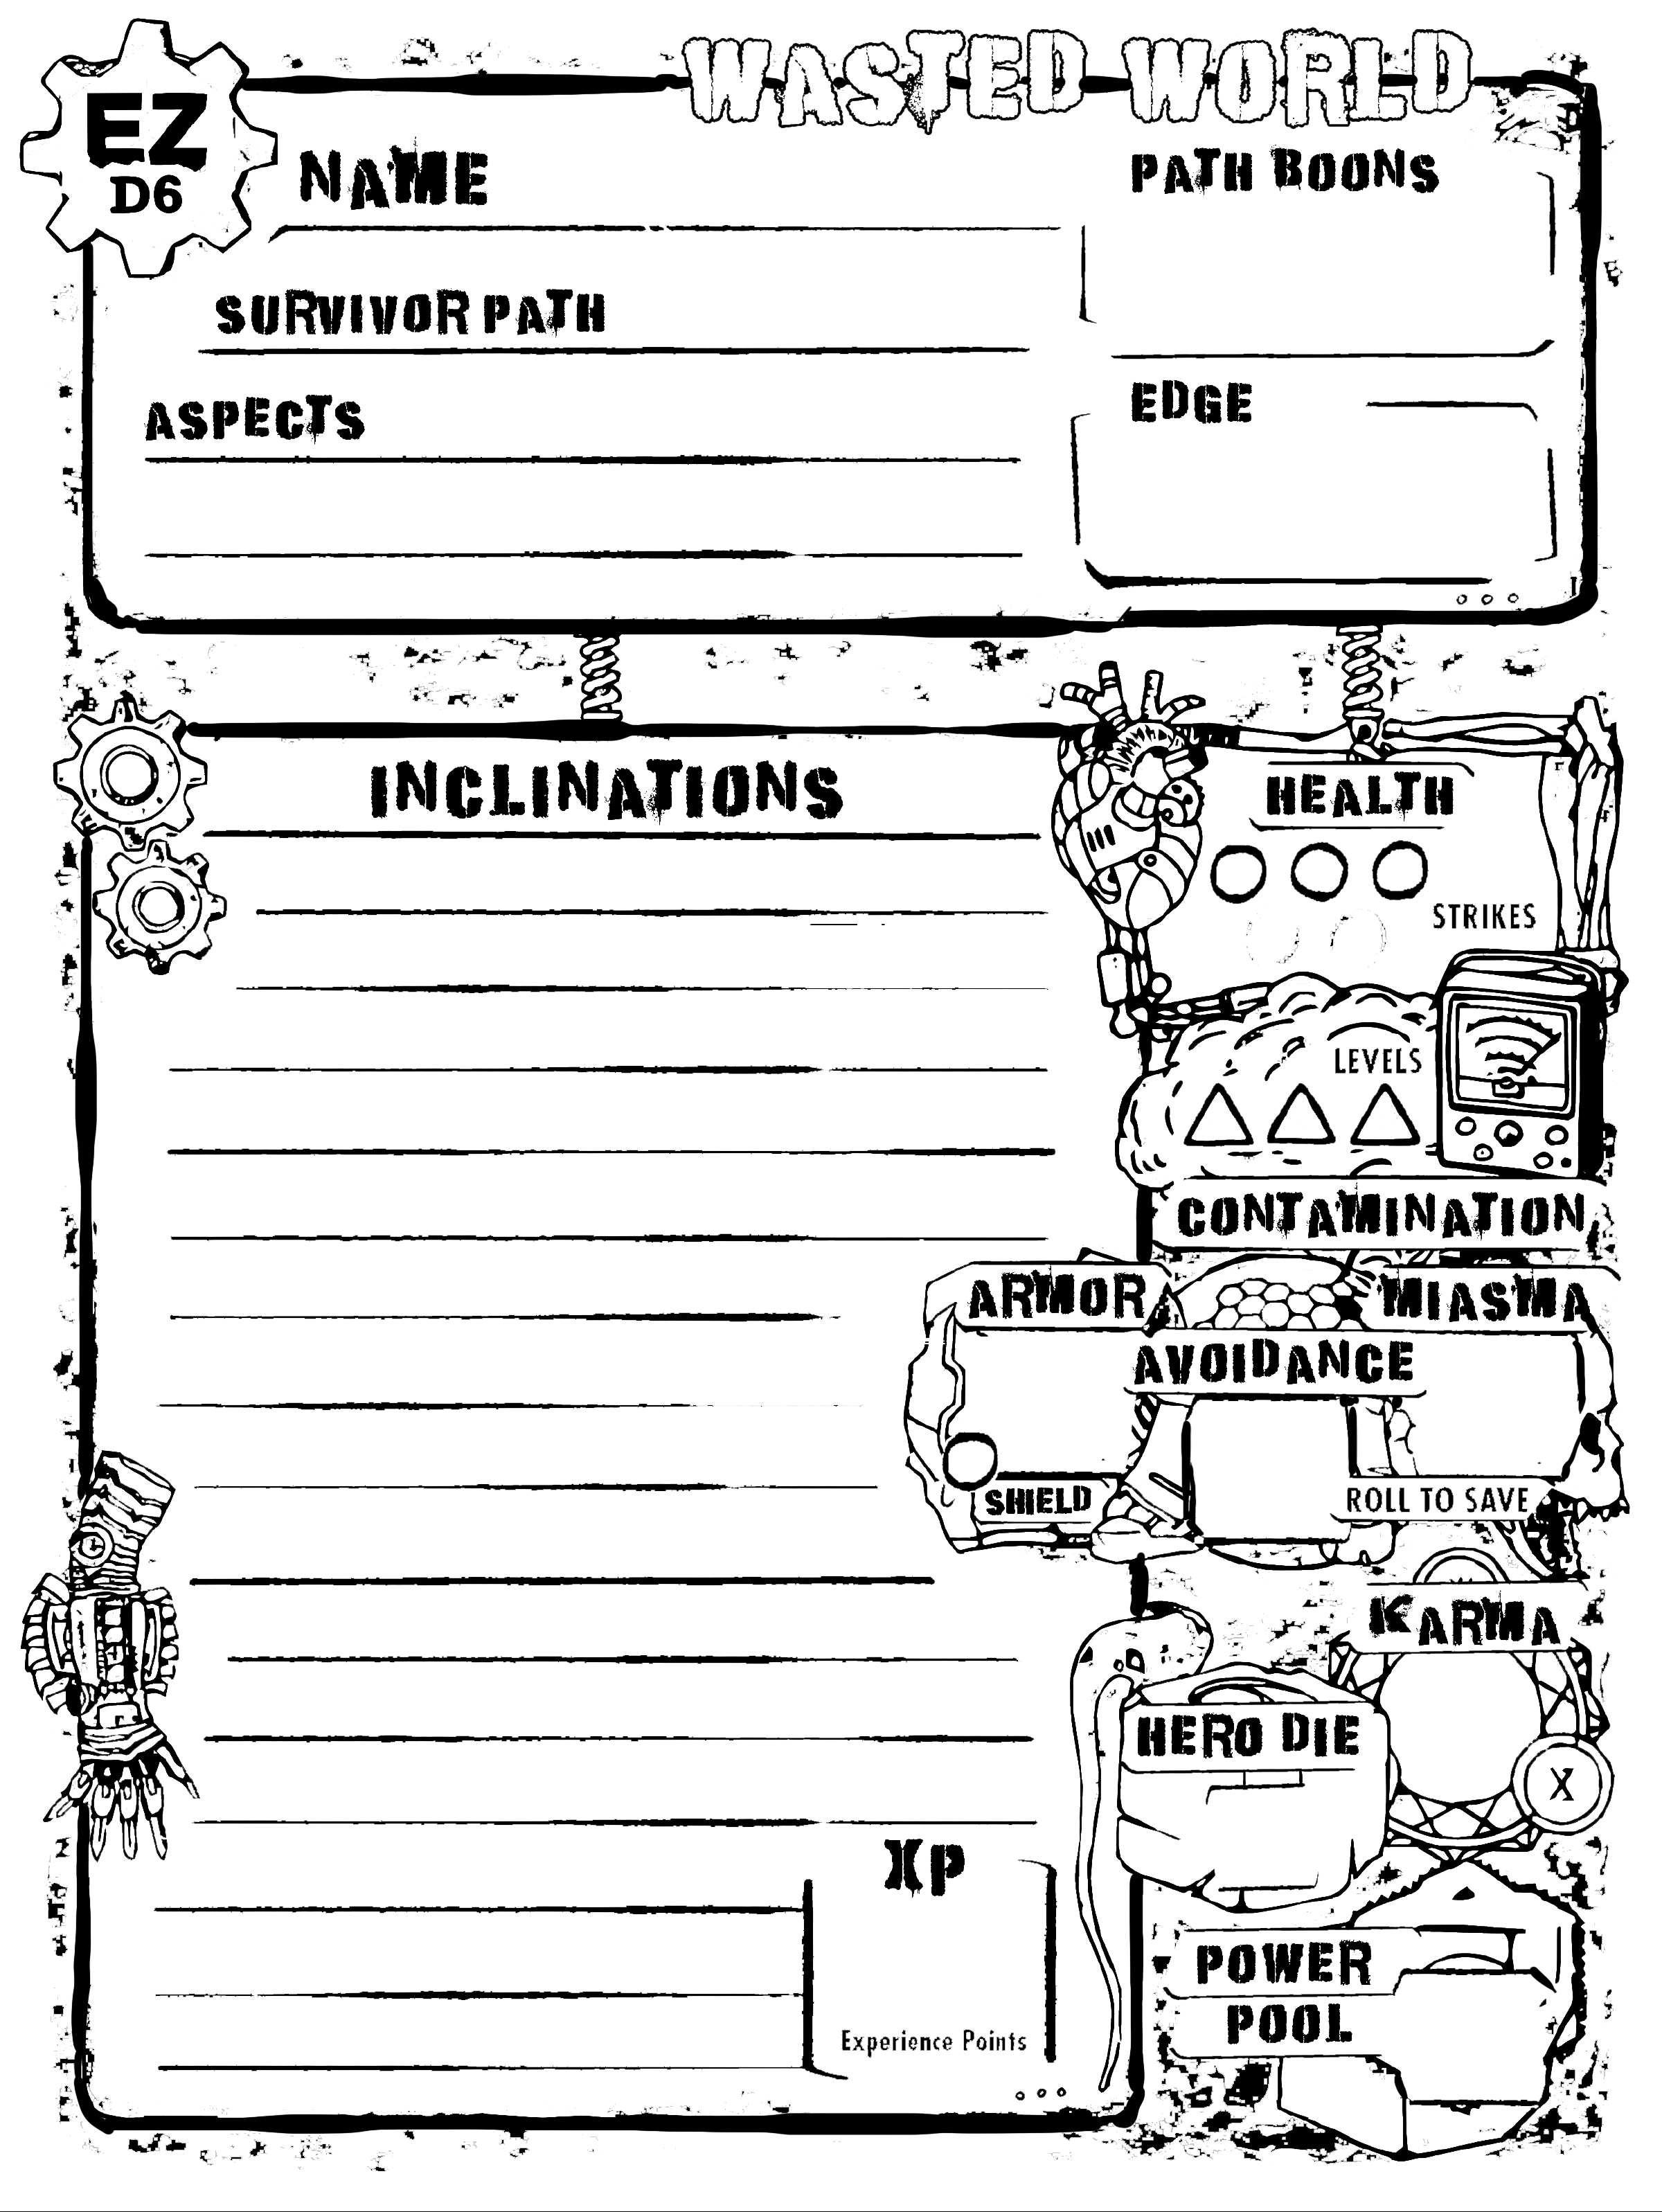 WASTED WORLD
EZ
D6
NAME
PATH BOONS
SURVIVOR PATH
EDGE
ASPECTS
INCLINATIONS
HEALTH
STRIKES
LEVELS
CONTAMINATION
ARMOR
MIASMA
AVOIDANCE
SHIELD
ROLL TO SAVE
KARMA
HERO DIE
X
XP
Experience Points
POWER
POOL